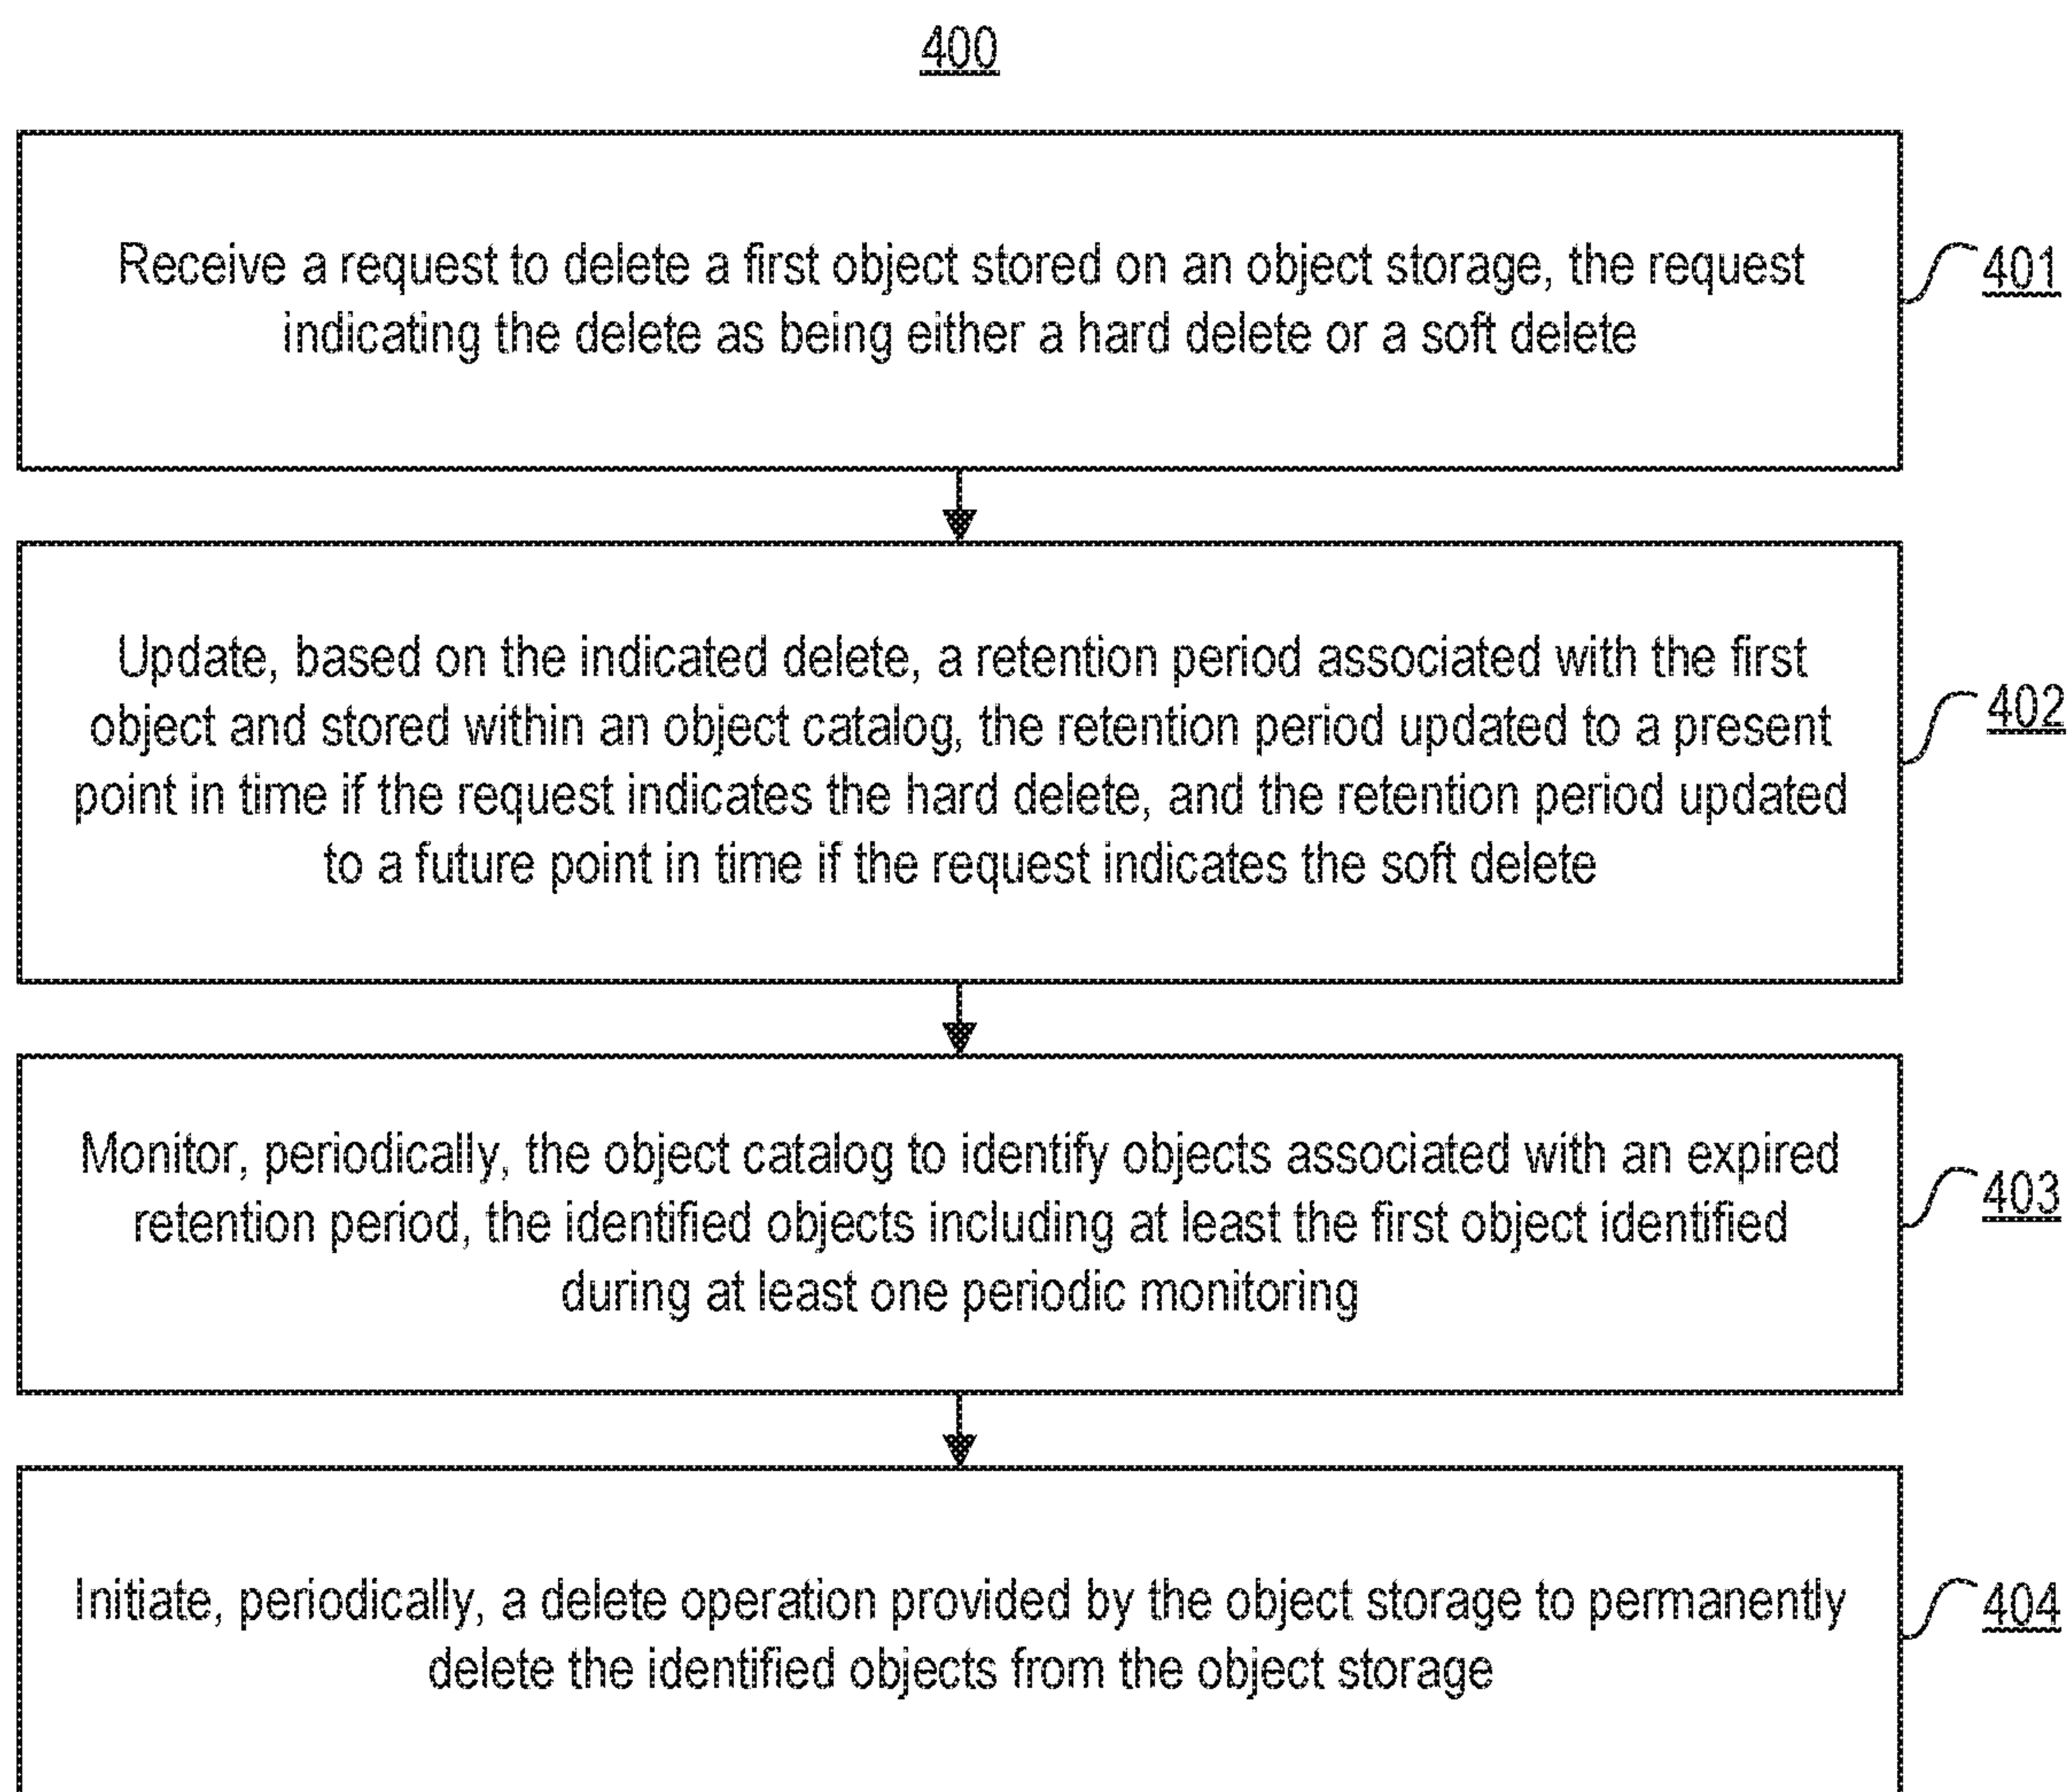 400
Receive a request to delete a first object stored on an object storage, the request
indicating the delete as being either a hard delete or a soft delete
401
Update, based on the indicated delete, a retention period associated with the first
object and stored within an object catalog, the retention period updated to a present
point in time if the request indicates the hard delete, and the retention period updated
to a future point in time if the request indicates the soft delete
402
Monitor, periodically, the object catalog to identify objects associated with an expired
retention period, the identified objects including at least the first object identified
during at least one periodic monitoring
403
Initiate, periodically, a delete operation provided by the object storage to permanently
delete the identified objects from the object storage
404